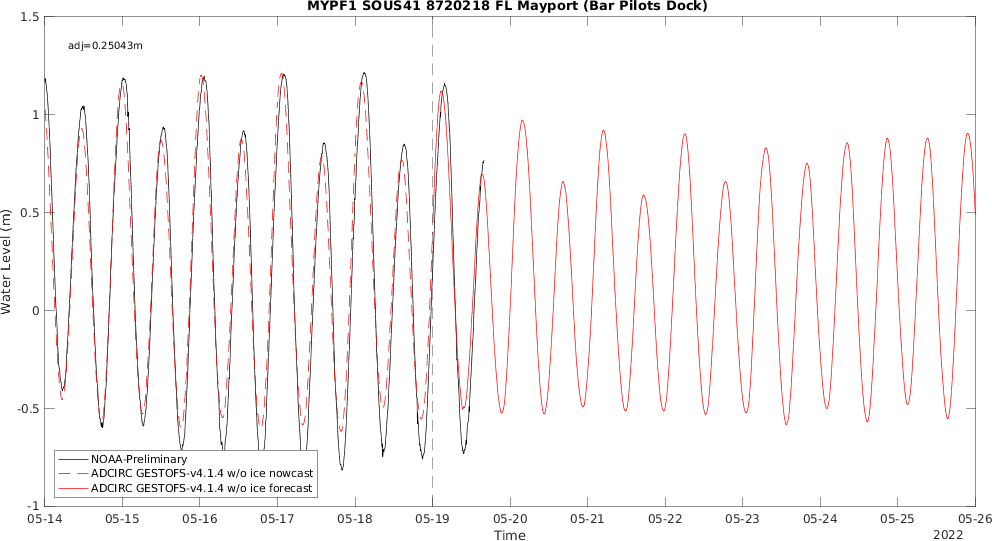 MYPF1 SOUS41 8720218 FL Mayport (Bar Pilots Dock)
1.5
1
0.5
0
-0.5
-1
Water Level (m)
adj=0.25043m
NOAA-Preliminary
ADCIRC GESTOFS-v4.1.4 w/o ice nowcast
ADCIRC GESTOFS-v4.1.4 w/o ice forecast
05-14 05-15 05-16 05-17 05-18 05-19 05-20 05-21 05-22 05-23 05-24 05-25 05-26
Time
2022